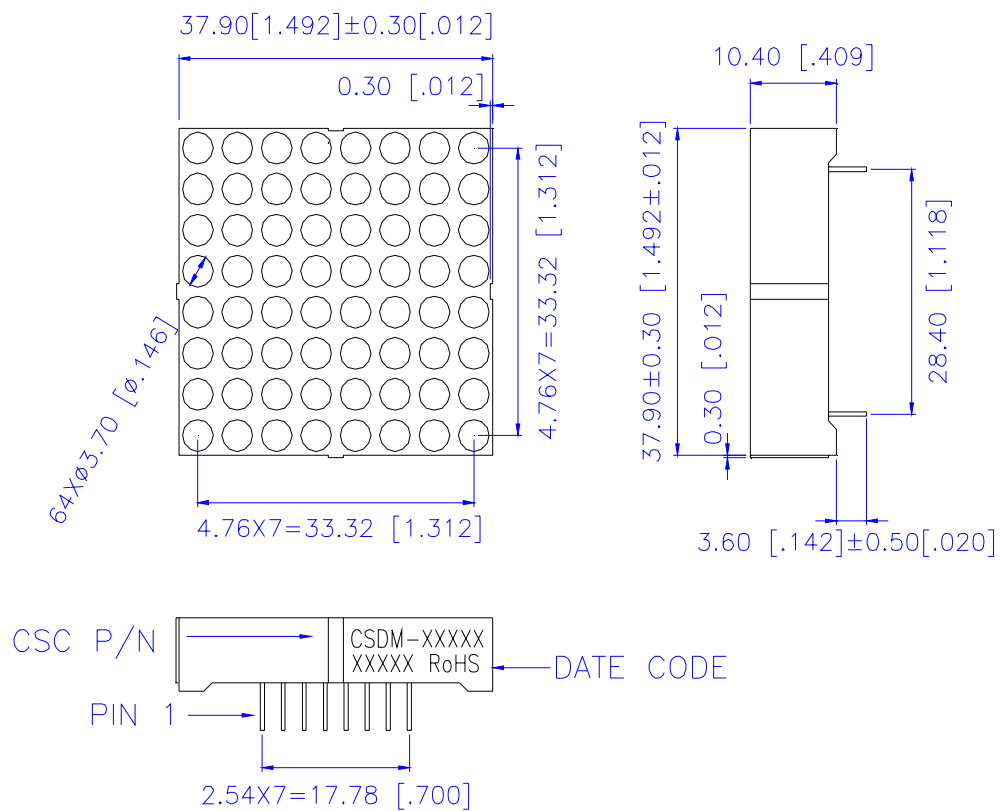 37.90[1.492]±0.30[.012]
0.30 [.012]
4.76X7=33.32 [1.312]
64XØ3.70 [Ø.146]
4.76X7=33.32 [1.312]
10.40 [.409]
37.90±0.30 [1.492±.012]
0.30 [.012]
28.40 [1.118]
3.60 [.142]±0.50[.020]
CSC P/N
CSDM-XXXXX
XXXXX RoHS
DATE CODE
PIN 1
2.54X7=17.78 [.700]